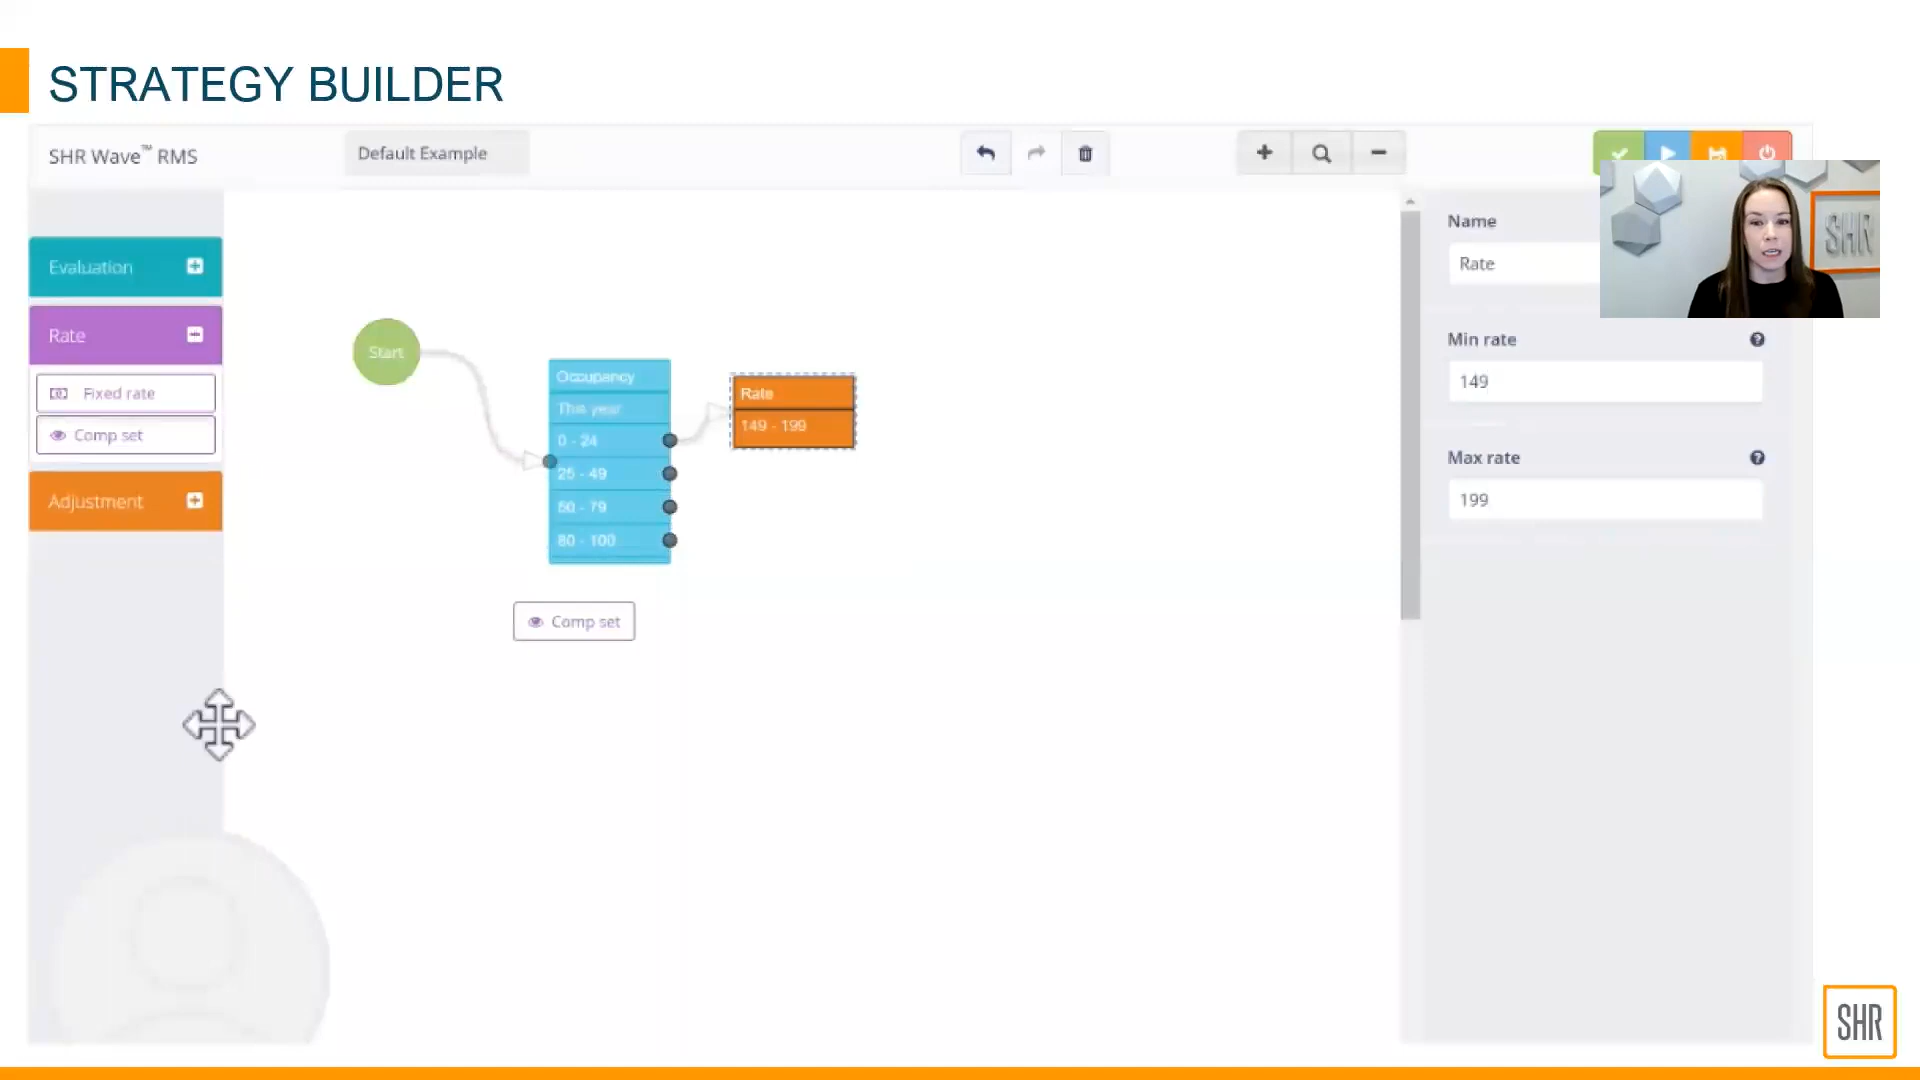 STRATEGY BUILDER
SHR Wave™ RMS
Default Example
Evaluation
Rate
Fixed rate
Comp set
Adjustment
Start
Occupancy
This year
0 - 24
25 - 49
50 - 79
80 - 100
Rate
149 - 199
Comp set
Name
Rate
Min rate
149
Max rate
199
SHR
SHR